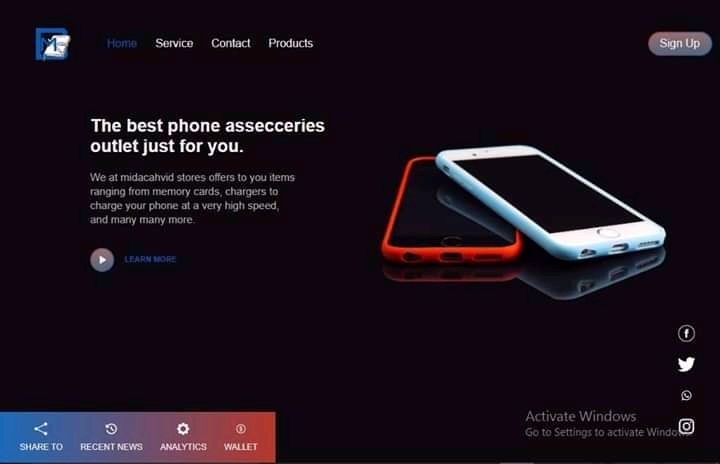 Home Service Contact Products Sign Up
The best phone assecceries
outlet just for you.
We at midacahvid stores offers to you items
ranging from memory cards, chargers to
charge your phone at a very high speed,
and many many more.
LEARN MORE
SHARE TO RECENT NEWS ANALYTICS WALLET
Activate Windows
Go to Settings to activate Windows.